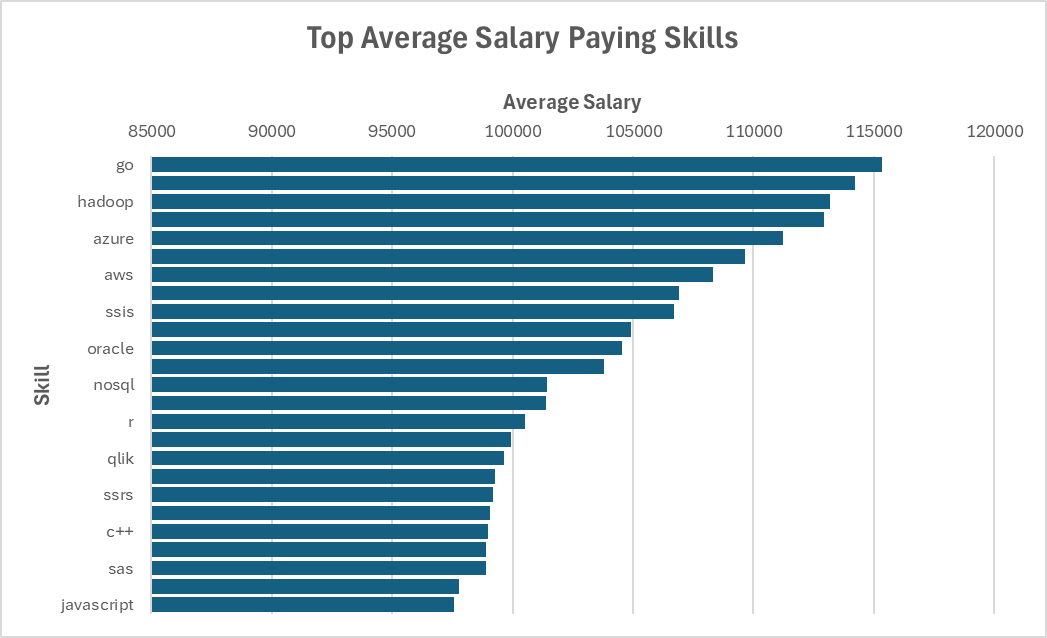 Top Average Salary Paying Skills
Average Salary
85000 90000 95000 100000 105000 110000 115000 120000
Skill
go
hadoop
azure
aws
ssis
oracle
nosql
r
qlik
ssrs
c++
sas
javascript